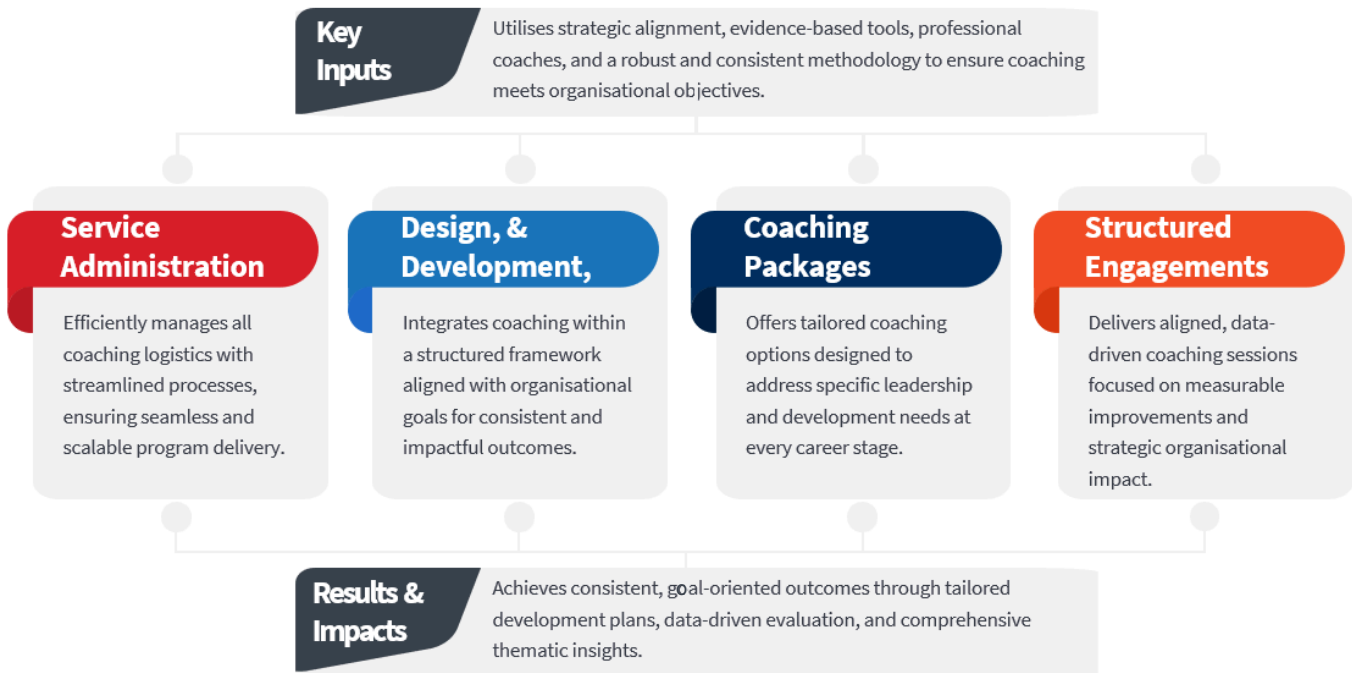 Key
Inputs
Utilises strategic alignment, evidence-based tools, professional
coaches, and a robust and consistent methodology to ensure coaching
meets organisational objectives.
Service
Administration
Efficiently manages all
coaching logistics with
streamlined processes,
ensuring seamless and
scalable program delivery.
Design, &
Development,
Integrates coaching within
a structured framework
aligned with organisational
goals for consistent and
impactful outcomes.
Coaching
Packages
Offers tailored coaching
options designed to
address specific leadership
and development needs at
every career stage.
Structured
Engagements
Delivers aligned, data-
driven coaching sessions
focused on measurable
improvements and
strategic organisational
impact.
Results &
Impacts
Achieves consistent, goal-oriented outcomes through tailored
development plans, data-driven evaluation, and comprehensive
thematic insights.